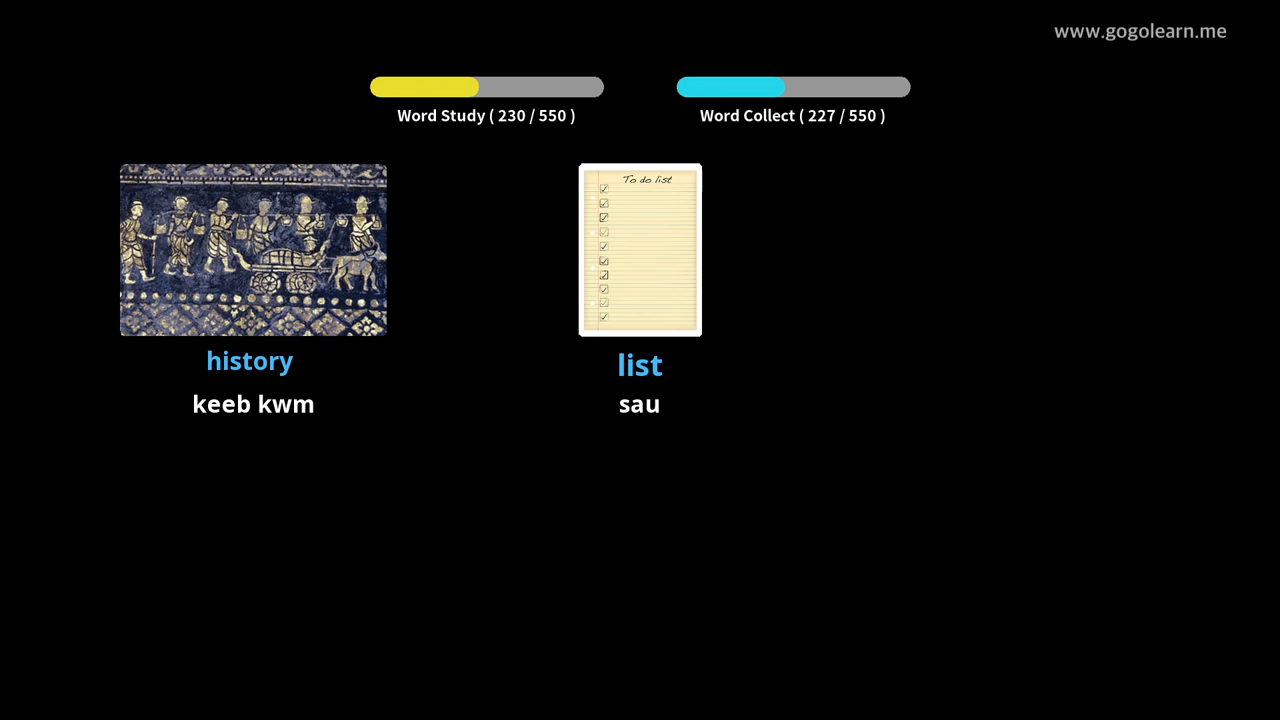 www.gogolearn.me
Word Study ( 230 / 550 )
Word Collect ( 227 / 550 )
To do list
history
list
keeb kwm
sau